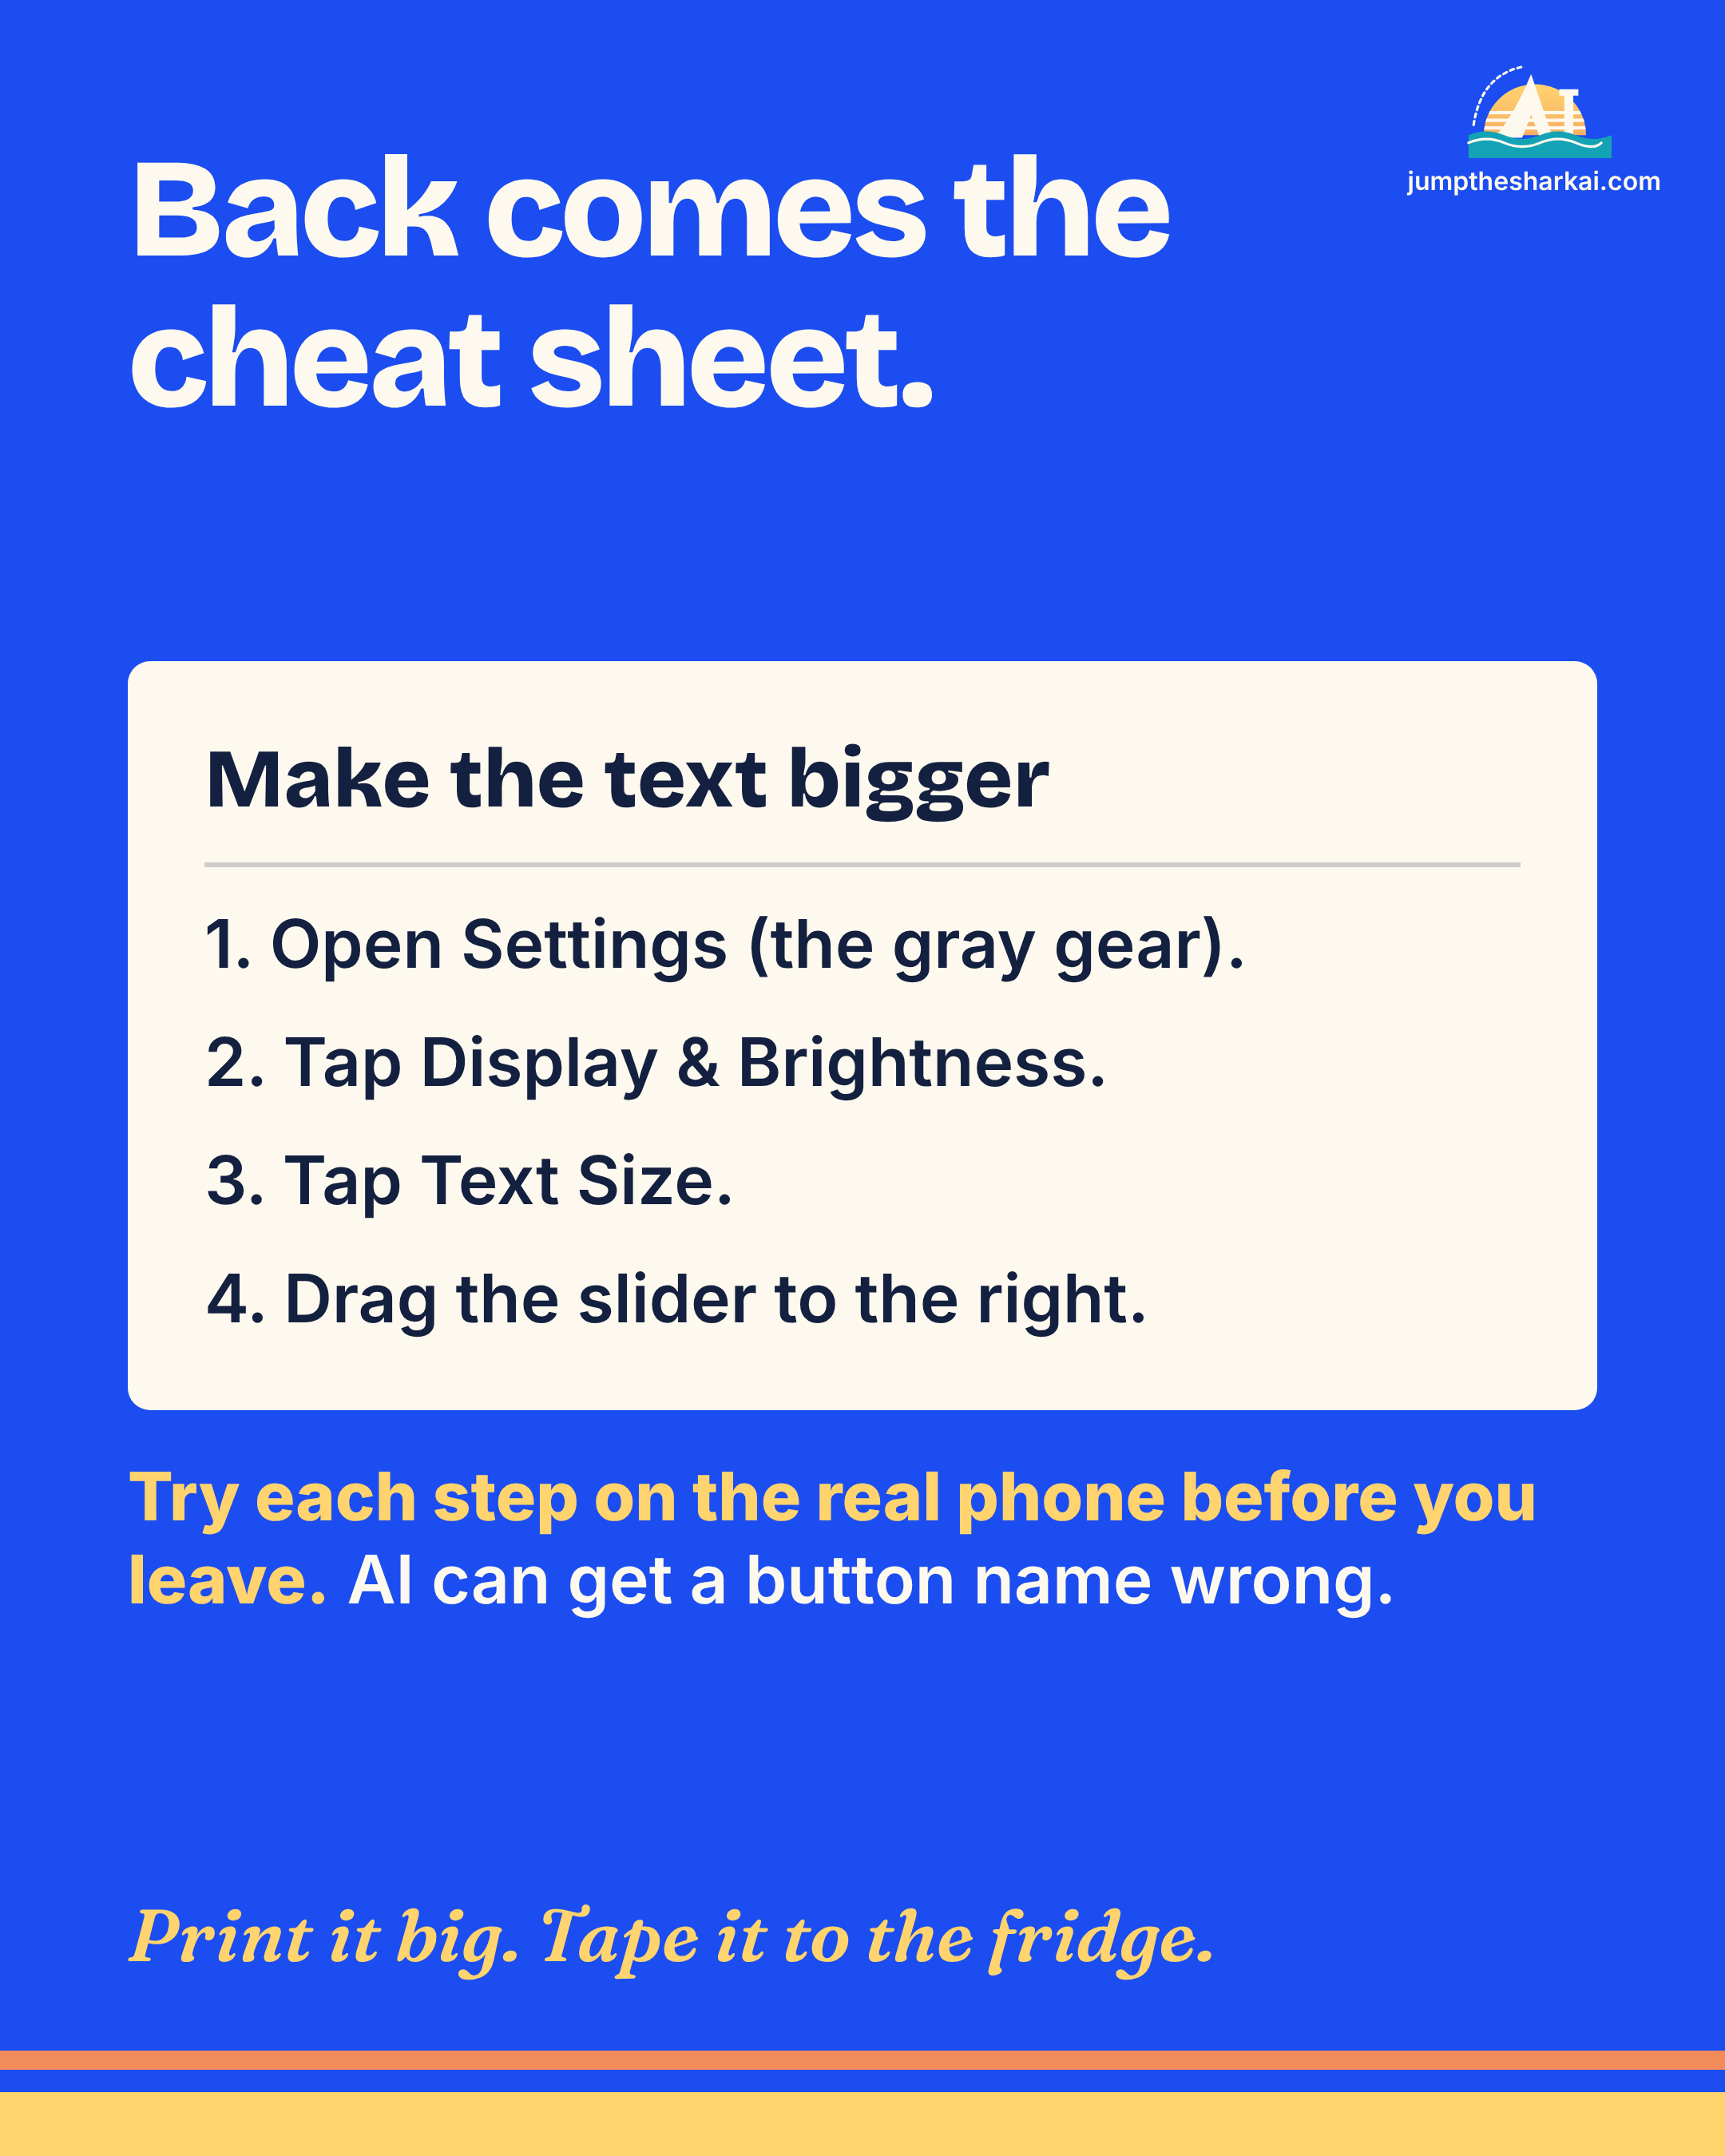 AI
jumpthesharkai.com
Back comes the
cheat sheet.
Make the text bigger
1. Open Settings (the gray gear).
2. Tap Display & Brightness.
3. Tap Text Size.
4. Drag the slider to the right.
Try each step on the real phone before you
leave. AI can get a button name wrong.
Print it big. Tape it to the fridge.